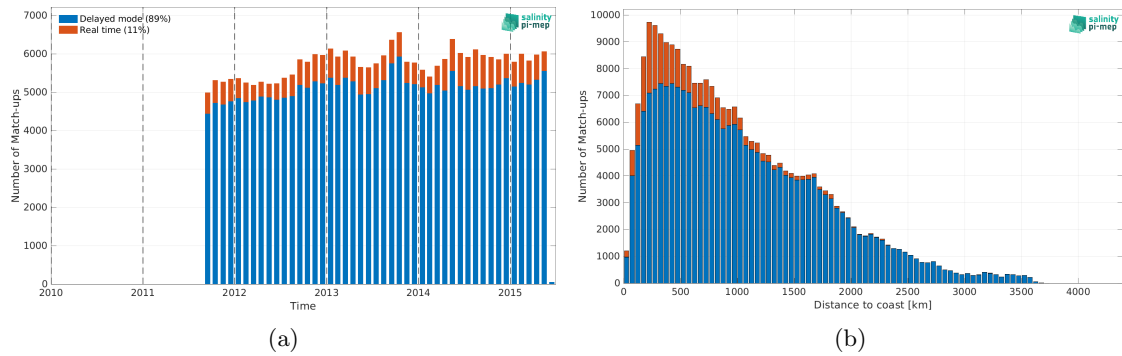 Delayed mode (89%)
Real time (11%)
salinity
pi-mep
7000
6000
5000
4000
3000
2000
1000
0
Number of Match-ups
2010
2011
2012
2013
2014
2015
Time
(a)
salinity
pi-mep
10000
9000
8000
7000
6000
5000
4000
3000
2000
1000
0
Number of Match-ups
0
500
1000
1500
2000
2500
3000
3500
4000
Distance to coast [km]
(b)